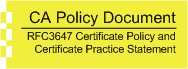 CA Policy Document
RFC3647 Certificate Policy and
Certificate Practice Statement